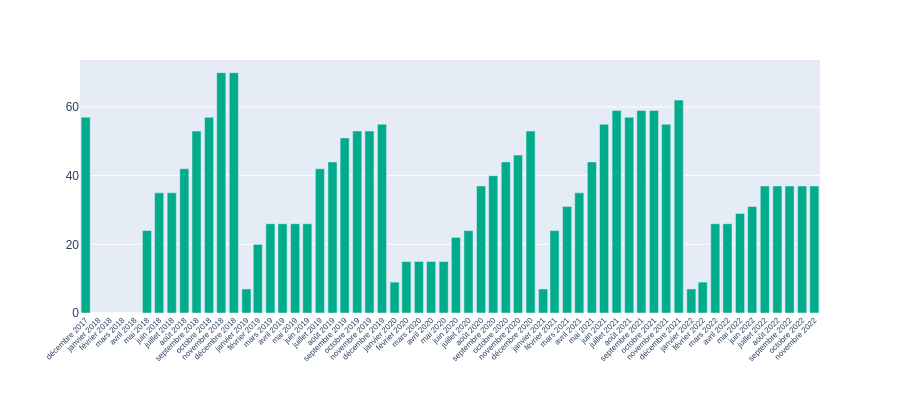 60
40
20
0
décembre 2017
janvier 2018
février 2018
mars 2018
avril 2018
mai 2018
juin 2018
juillet 2018
août 2018
septembre 2018
octobre 2018
novembre 2018
décembre 2018
janvier 2019
février 2019
mars 2019
avril 2019
mai 2019
juin 2019
juillet 2019
août 2019
septembre 2019
octobre 2019
novembre 2019
décembre 2019
janvier 2020
février 2020
mars 2020
avril 2020
mai 2020
juin 2020
juillet 2020
août 2020
septembre 2020
octobre 2020
novembre 2020
décembre 2020
janvier 2021
février 2021
mars 2021
avril 2021
mai 2021
juin 2021
juillet 2021
août 2021
septembre 2021
octobre 2021
novembre 2021
décembre 2021
janvier 2022
février 2022
mars 2022
avril 2022
mai 2022
juin 2022
juillet 2022
août 2022
septembre 2022
octobre 2022
novembre 2022